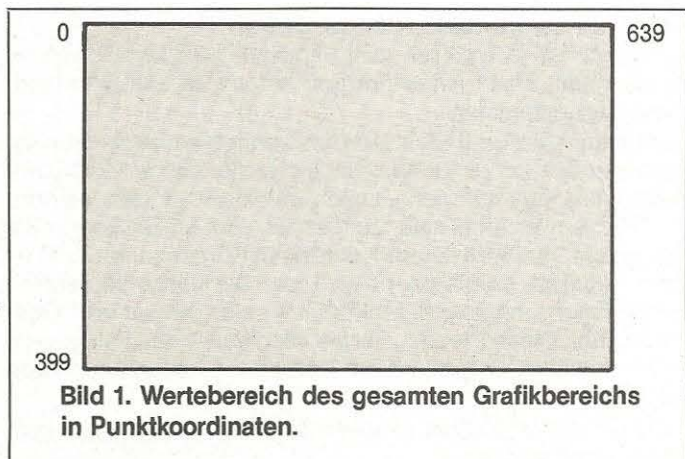 0
639
399
Bild 1. Wertebereich des gesamten Grafikbereichs
in Punktkoordinaten.